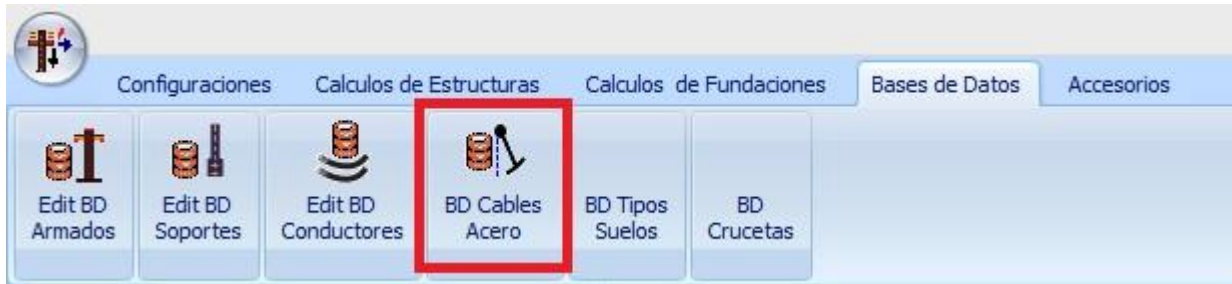 Configuraciones Calculos de Estructuras Calculos de Fundaciones Bases de Datos Accesorios
Edit BD Armados
Edit BD Soportes
Edit BD Conductores
BD Cables Acero
BD Tipos Suelos
BD Crucetas